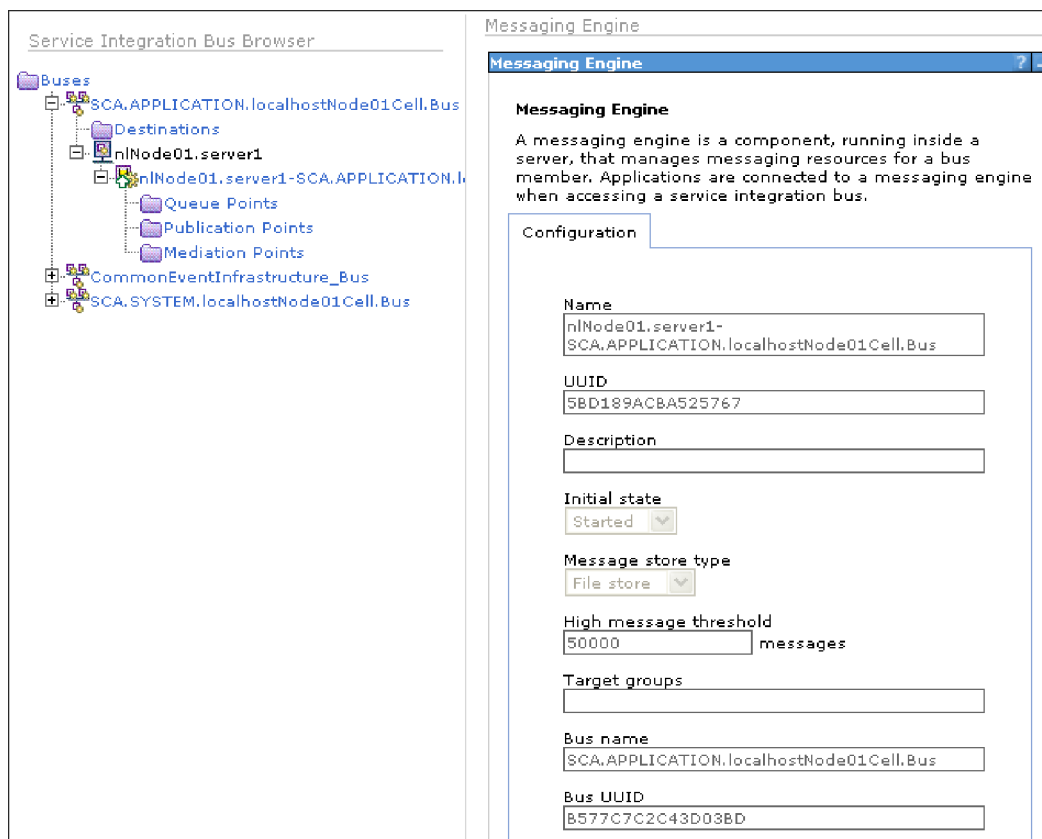 Service Integration Bus Browser
Buses
SCA.APPLICATION.localhostNode01Cell.Bus
Destinations
nlNode01.server1
nlNode01.server1-SCA.APPLICATION.l
Queue Points
Publication Points
Mediation Points
CommonEventInfrastructure_Bus
SCA.SYSTEM.localhostNode01Cell.Bus
Messaging Engine
Messaging Engine ?
Messaging Engine
A messaging engine is a component, running inside a
server, that manages messaging resources for a bus
member. Applications are connected to a messaging engine
when accessing a service integration bus.
Configuration
Name
nlNode01.server1-
SCA.APPLICATION.localhostNode01Cell.Bus
UUID
5BD189ACBA525767
Description
Initial state
Started
Message store type
File store
High message threshold
50000 messages
Target groups
Bus name
SCA.APPLICATION.localhostNode01Cell.Bus
Bus UUID
B577C7C2C43D03BD